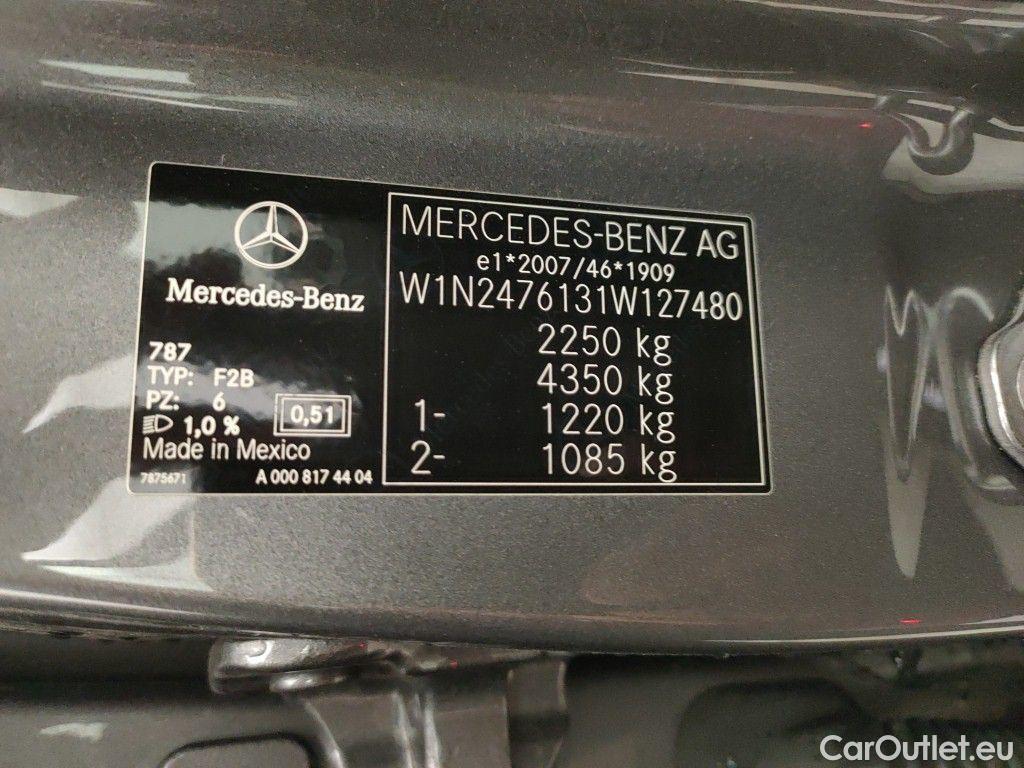 Mercedes-Benz
787
TYP: F2B
PZ: 6
1,0 %
0,51
Made in Mexico
7875671
A 000 817 44 04
MERCEDES-BENZ AG
e1*2007/46*1909
W1N2476131W127480
2250 kg
4350 kg
1- 1220 kg
2- 1085 kg
CarOutlet.eu